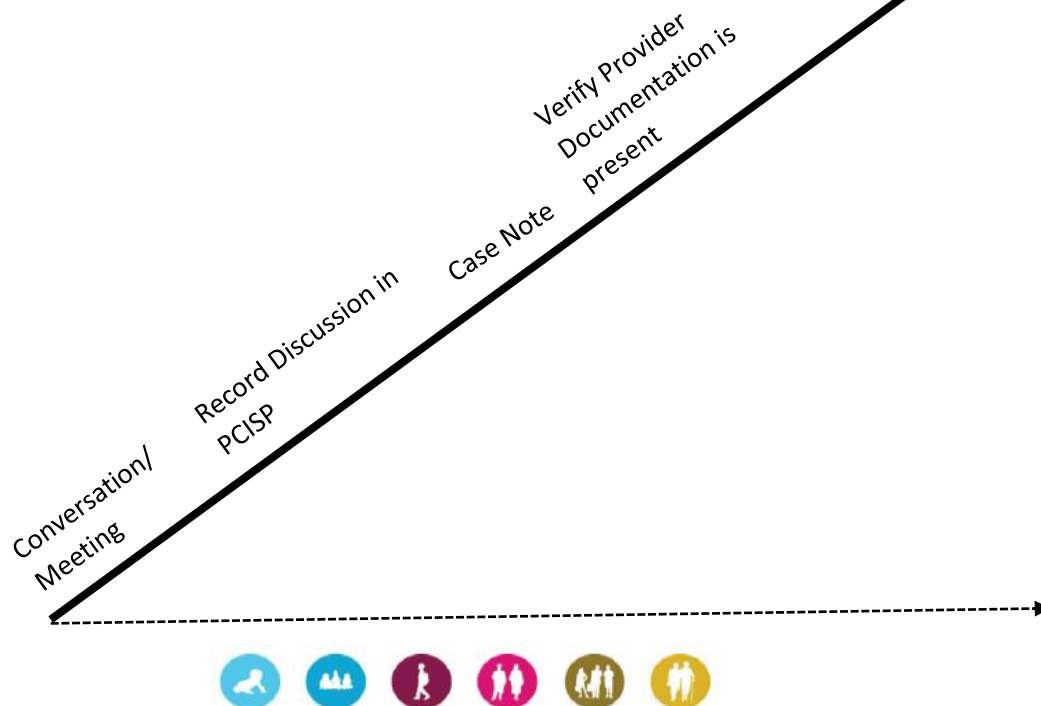 Conversation/
Meeting
Record Discussion in
PCISP
Case Note
Verify Provider
Documentation is
present